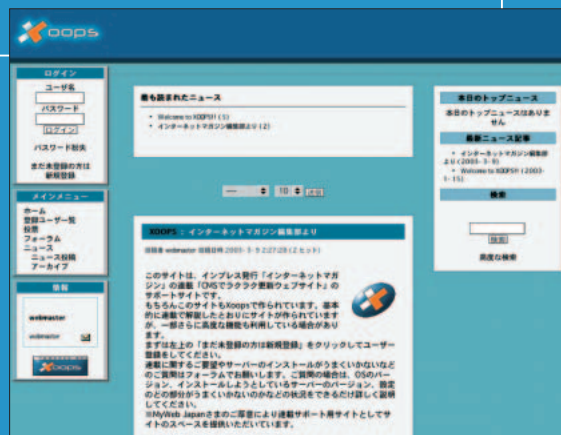 Xoops
ログイン
ユーザ名
パスワード
ログイン
パスワード紛失
まだ未登録の方は
新規登録
メインメニュー
ホーム
登録ユーザー一覧
投票
フォーラム
ニュース
ニュース投稿
アーカイブ
情報
webmaster
webmaster
Xoops
最も読まれたニュース
• Welcome to XOOPS!! (5)
• インターネットマガジン編集部より (2)
----
10
送信
XOOPS : インターネットマガジン編集部より
投稿者 webmaster 投稿日時 2003-3-9 2:27:28 (2 ヒット)
このサイトは、インプレス発行「インターネットマガ
ジン」の連載「CMSでラクラク更新ウェブサイト」の
サポートサイトです。
もちろんこのサイトもXoopsで作られています。基本
的に連載で解説したとおりにサイトが作られています
が、一部さらに高度な機能も利用している場合があり
ます。
まずは左上の「まだ未登録の方は新規登録」をクリックしてユーザー
登録をしてください。
連載に関するご要望やサーバーのインストールがうまくいかないなど
のご質問はフォーラムでお願いします。ご質問の場合は、OSのバー
ジョン、インストールしようとしているサーバーのバージョン、設定
のどの部分がうまくいかないのかなどの状況をできるだけ詳しく説明
してください。
※MyWeb Japanさまのご厚意により連載サポート用サイトとしてサ
イトのスペースを提供いただいています。
本日のトップニュース
本日のトップニュースはありま
せん
最新ニュース記事
• インターネットマガジン編集部
より (2003-3-9)
• Welcome to XOOPS!! (2003-
1-15)
検索
検索
高度な検索